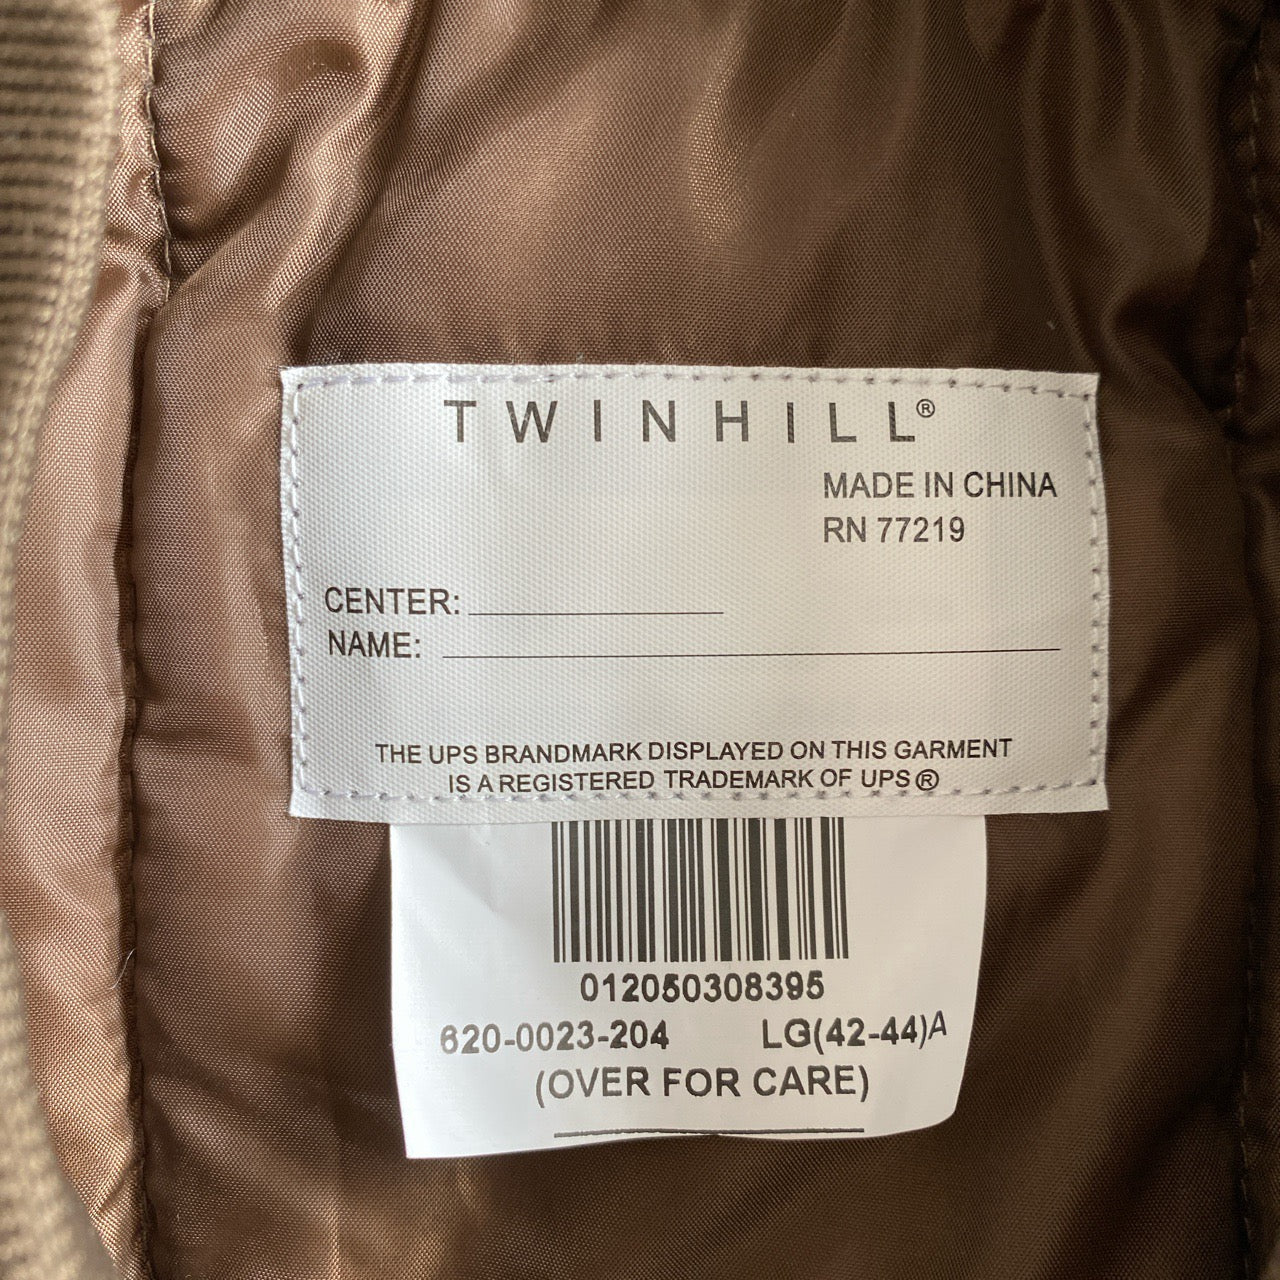 TWINHILL®
MADE IN CHINA
RN 77219
CENTER:
NAME:
THE UPS BRANDMARK DISPLAYED ON THIS GARMENT
IS A REGISTERED TRADEMARK OF UPS®
012050308395
620-0023-204 LG(42-44)A
(OVER FOR CARE)